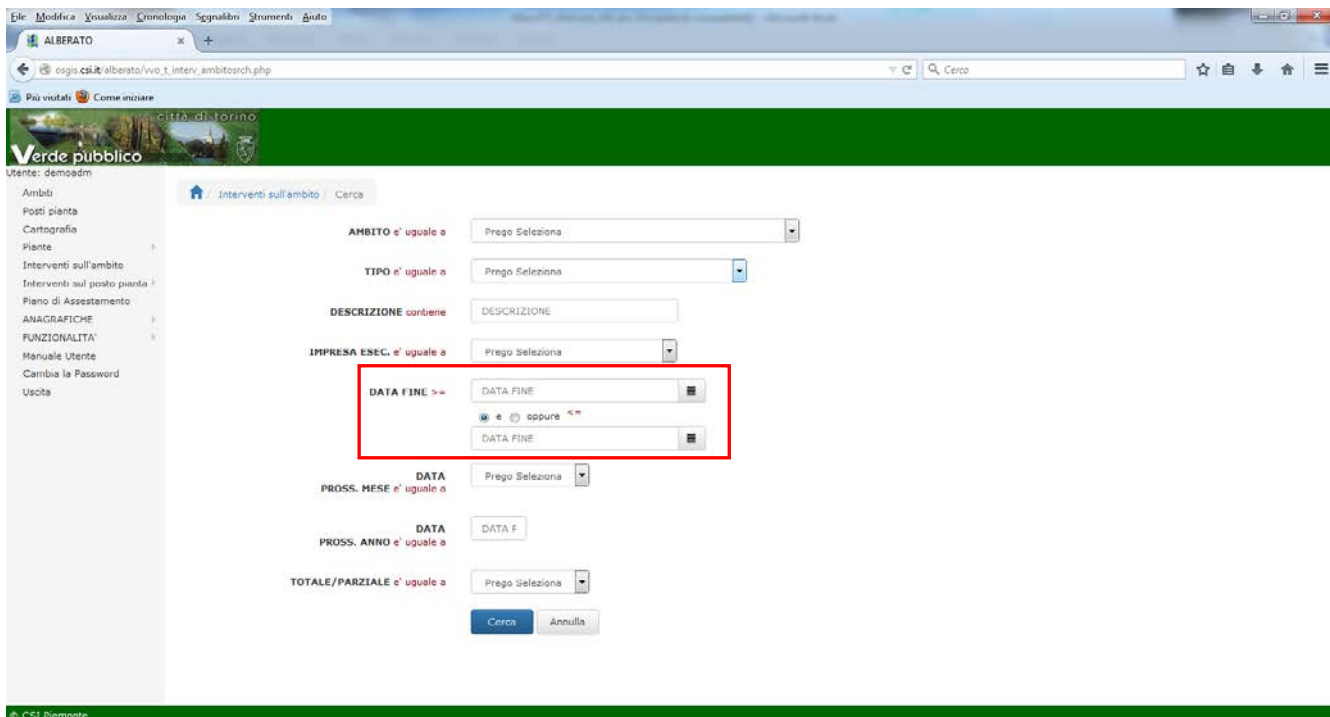 File Modifica Visualizza Cronologia Segnalibri Strumenti Aiuto
ALBERATO × +
osgis.csi.it/alberato/vvo_t_interv_ambitosrch.php
Cerca
Più visitati Come iniziare
città di torino
Verde pubblico
Utente: demoadm
Ambiti
Posti pianta
Cartografia
Piante
Interventi sull'ambito
Interventi sul posto pianta
Piano di Assestamento
ANAGRAFICHE
FUNZIONALITA'
Manuale Utente
Cambia la Password
Uscita
/ Interventi sull'ambito / Cerca
AMBITO e' uguale a Prego Seleziona
TIPO e' uguale a Prego Seleziona
DESCRIZIONE contiene DESCRIZIONE
IMPRESA ESEC. e' uguale a Prego Seleziona
DATA FINE >= DATA FINE
e oppure <=
DATA FINE
DATA
PROSS. MESE e' uguale a Prego Seleziona
DATA
PROSS. ANNO e' uguale a DATA F
TOTALE/PARZIALE e' uguale a Prego Seleziona
Cerca Annulla
© CSI Piemonte